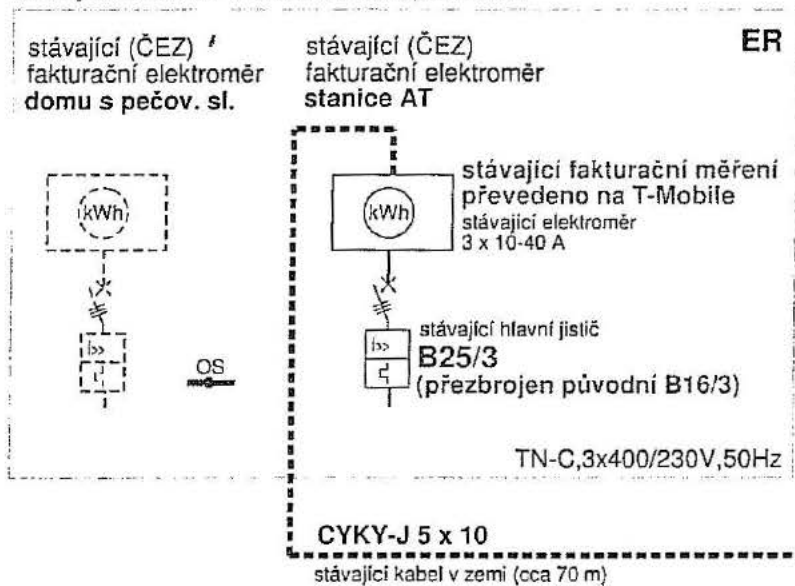 stávající (ČEZ)
fakturační elektroměr
domu s pečov. sl.
stávající (ČEZ)
fakturační elektroměr
stanice AT
ER
kWh
kWh
stávající fakturační měření
převedeno na T-Mobile
stávající elektroměr
3 x 10-40 A
I>>
OS
I>>
stávající hlavní jistič
B25/3
(přezbrojen původní B16/3)
TN-C,3x400/230V,50Hz
CYKY-J 5 x 10
stávající kabel v zemi (cca 70 m)